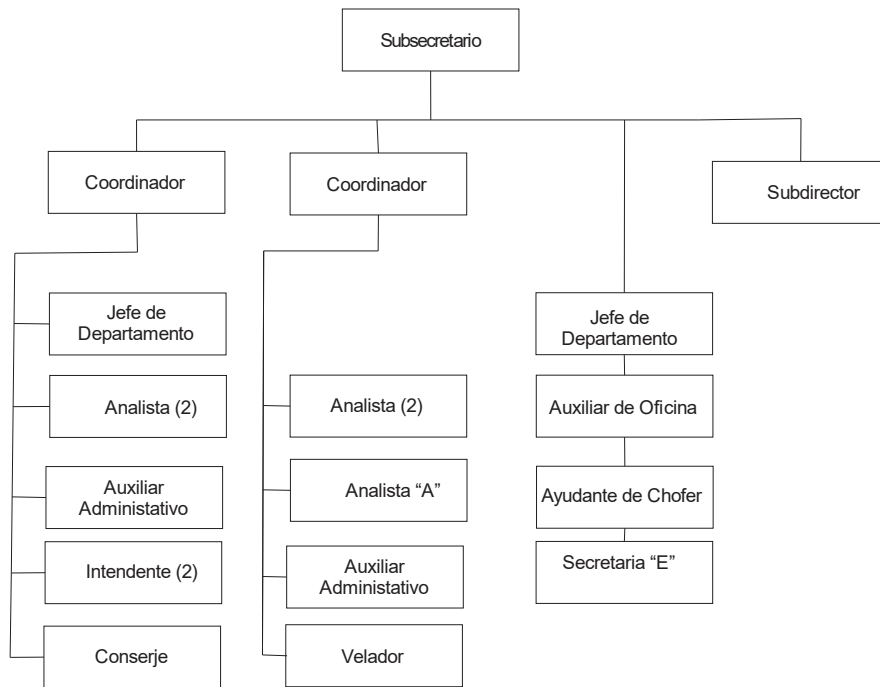 Subsecretario
Coordinador
Coordinador
Subdirector
Jefe de
Departamento
Analista (2)
Auxiliar
Administativo
Intendente (2)
Conserje
Analista (2)
Analista “A”
Auxiliar
Administativo
Velador
Jefe de
Departamento
Auxiliar de Oficina
Ayudante de Chofer
Secretaria “E”